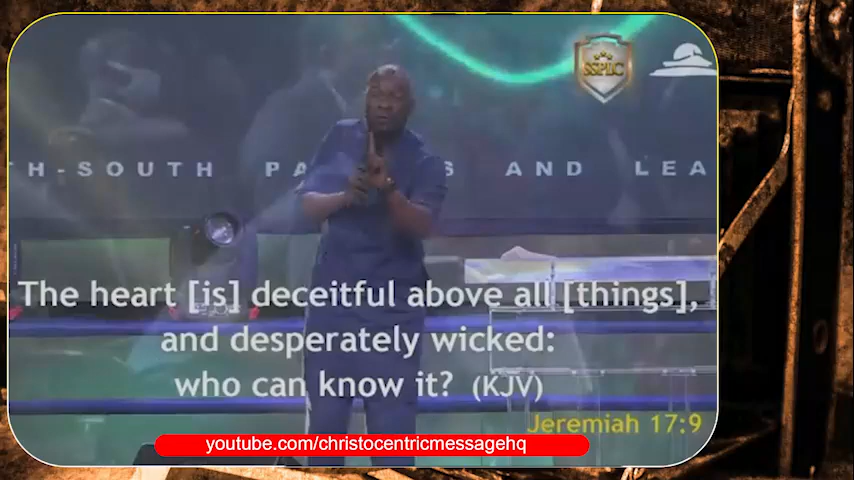 SSPLC
H-SOUTH PA S AND LEA
The heart [is] deceitful above all [things],
and desperately wicked:
who can know it? (KJV)
Jeremiah 17:9
youtube.com/christocentricmessagehq